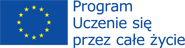 Program
Uczenie się
przez całe życie